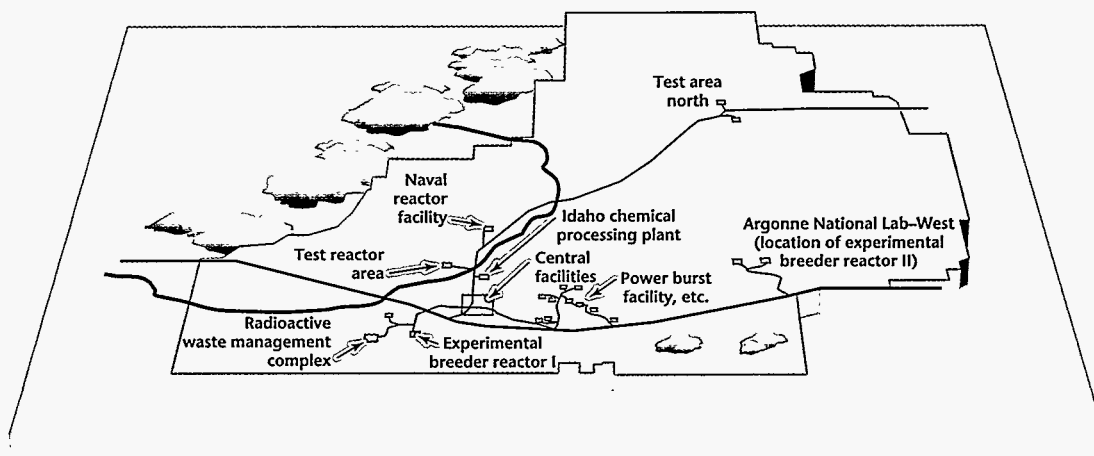 Test area
north
Naval
reactor
facility
Idaho chemical
processing plant
Argonne National Lab–West
(location of experimental
breeder reactor II)
Test reactor
area
Central
facilities
Power burst
facility, etc.
Radioactive
waste management
complex
Experimental
breeder reactor I